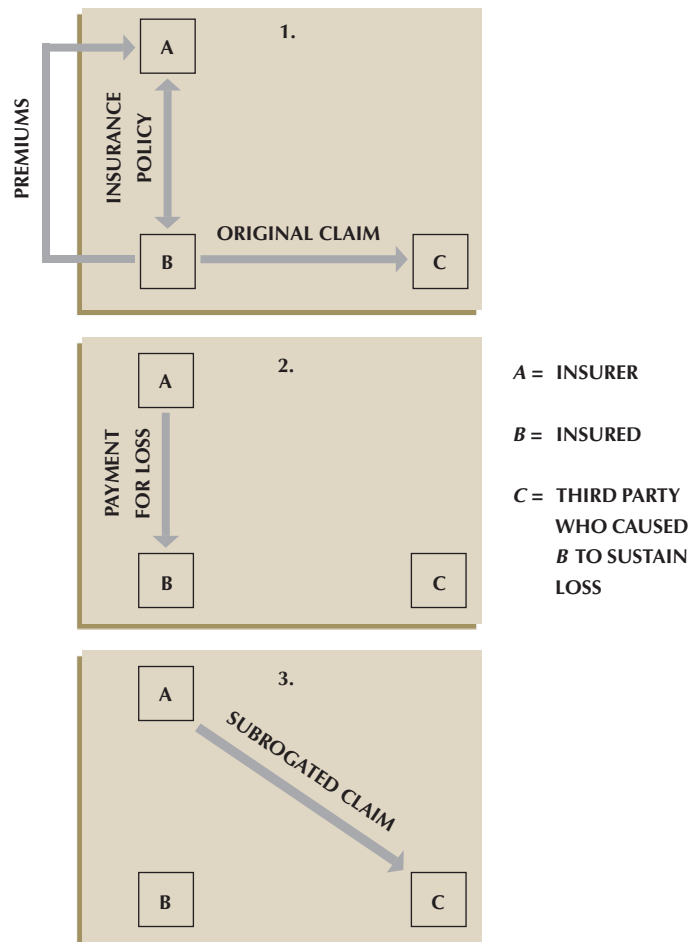 1.
A
PREMIUMS
INSURANCE
POLICY
B
ORIGINAL CLAIM
C
2.
A
PAYMENT
FOR LOSS
B
C
A = INSURER
B = INSURED
C = THIRD PARTY
WHO CAUSED
B TO SUSTAIN
LOSS
3.
A
SUBROGATED CLAIM
B
C